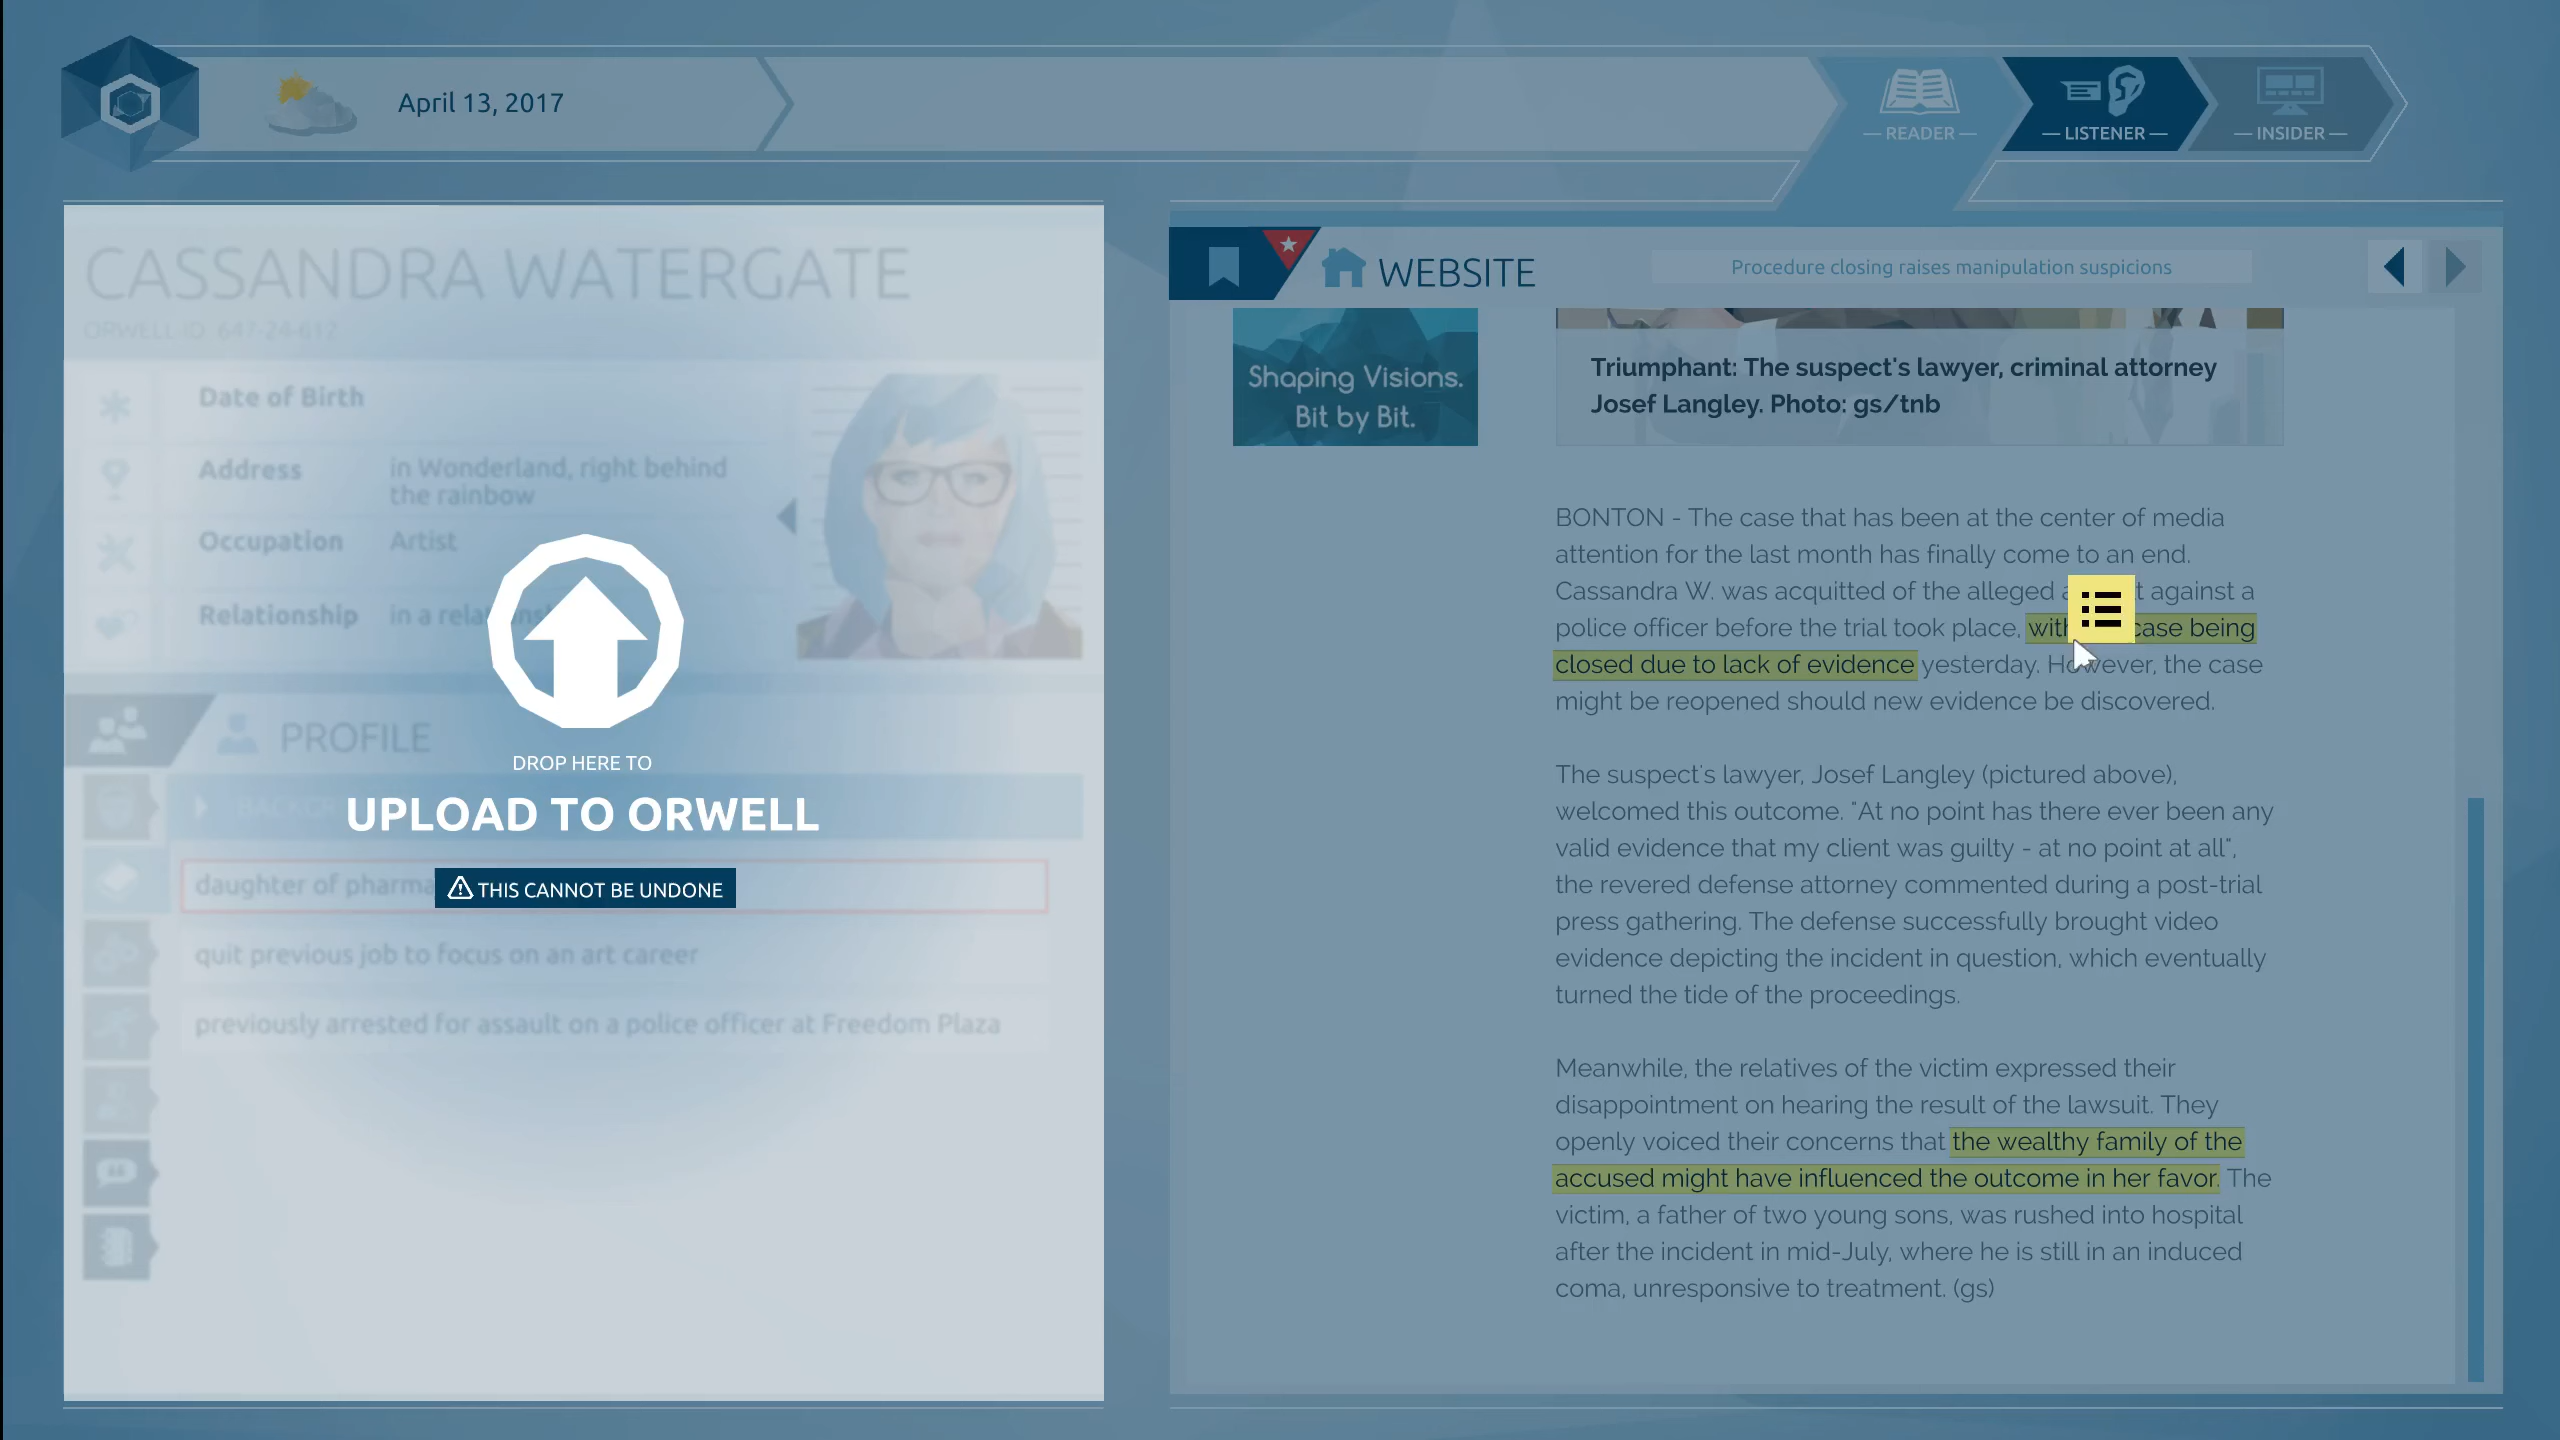 April 13, 2017
— READER —
— LISTENER —
— INSIDER —
CASSANDRA WATERGATE
ORWELL-ID 647-24-612
Date of Birth
Address in Wonderland, right behind
the rainbow
Occupation Artist
Relationship in a
PROFILE
DROP HERE TO
UPLOAD TO ORWELL
THIS CANNOT BE UNDONE
daughter of
quit previous job to focus on an art career
previously arrested for assault on a police officer at Freedom Plaza
WEBSITE
Procedure closing raises manipulation suspicions
Shaping Visions.
Bit by Bit.
Triumphant: The suspect's lawyer, criminal attorney
Josef Langley. Photo: gs/tnb
BONTON - The case that has been at the center of media
attention for the last month has finally come to an end.
Cassandra W. was acquitted of the alleged against a
police officer before the trial took place, case being
closed due to lack of evidence yesterday. However, the case
might be reopened should new evidence be discovered.
The suspect's lawyer, Josef Langley (pictured above),
welcomed this outcome. "At no point has there ever been any
valid evidence that my client was guilty - at no point at all",
the revered defense attorney commented during a post-trial
press gathering. The defense successfully brought video
evidence depicting the incident in question, which eventually
turned the tide of the proceedings.
Meanwhile, the relatives of the victim expressed their
disappointment on hearing the result of the lawsuit. They
openly voiced their concerns that the wealthy family of the
accused might have influenced the outcome in her favor. The
victim, a father of two young sons, was rushed into hospital
after the incident in mid-July, where he is still in an induced
coma, unresponsive to treatment. (gs)